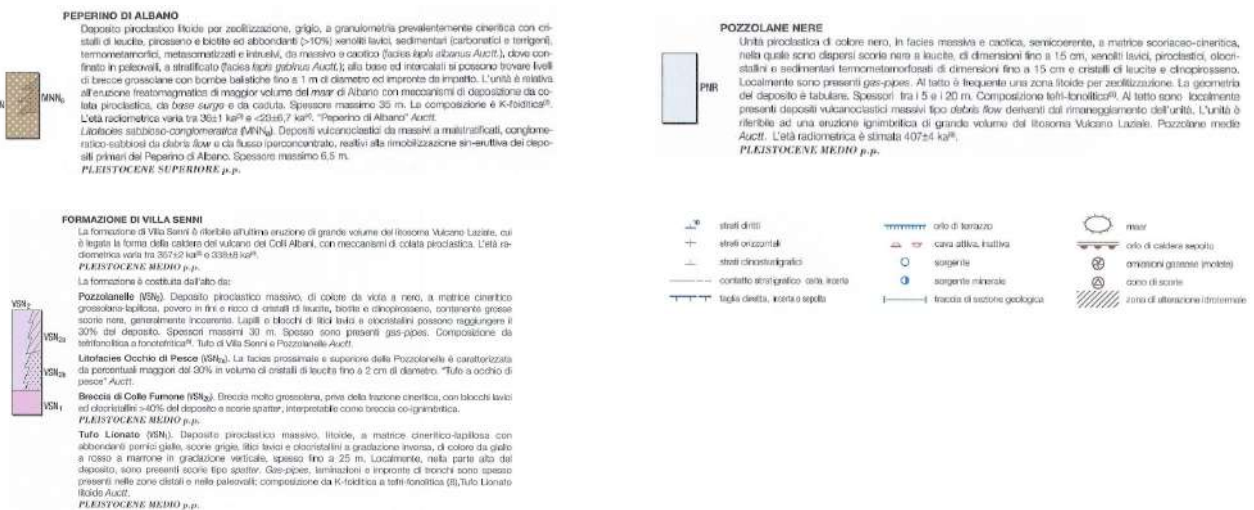 PEPERINO DI ALBANO
Deposito piroclastico litoide per zeolitizzazione, grigio, a granulometria prevalentemente cineritica con cri-
stalli di leucite, pirosseno e biotite ed abbondanti (>10%) xenoliti lavici, sedimentari (carbonatici e terrigeni),
termometamorfici, metasomatizzati e intrusivi, da massivo e caotico (facies lapis albanus Auctt.), dove con-
finato in paleovalli, a stratificato (facies lapis gabinus Auctt.); alla base ed intercalati si possono trovare livelli
di brecce grossolane con bombe balistiche fino a 1 m di diametro ed impronte da impatto. L'unità è relativa
all'eruzione freatomagmatica di maggior volume del maar di Albano con meccanismi di deposizione da co-
lata piroclastica, da base surge e da caduta. Spessore massimo 35 m. La composizione è K-foiditica⁽⁸⁾.
L'età radiometrica varia tra 36±1 ka⁽⁸⁾ e <23±6,7 ka⁽⁸⁾. "Peperino di Albano" Auctt.
Litofacies sabbioso-conglomeratica (MNN₆). Depositi vulcanoclastici da massivi a malstratificati, conglome-
ratico-sabbiosi da debris flow e da flusso iperconcentrato, relativi alla rimobilizzazione sin-eruttiva dei depo-
siti primari del Peperino di Albano. Spessore massimo 6,5 m.
PLEISTOCENE SUPERIORE p.p.
MNN₆
POZZOLANE NERE
Unità piroclastica di colore nero, in facies massiva e caotica, semicoerente, a matrice scoriaceo-cineritica,
nella quale sono dispersi scorie nere a leucite, di dimensioni fino a 15 cm, xenoliti lavici, piroclastici, olocri-
stallini e sedimentari termometamorfosati di dimensioni fino a 15 cm e cristalli di leucite e clinopirosseno.
Localmente sono presenti gas-pipes. Al tetto è frequente una zona litoide per zeolitizzazione. La geometria
del deposito è tabulare. Spessori tra i 5 e i 20 m. Composizione tefri-fonolitica⁽⁸⁾. Al tetto sono localmente
presenti depositi vulcanoclastici massivi tipo debris flow derivanti dal rimaneggiamento dell'unità. L'unità è
riferibile ad una eruzione ignimbritica di grande volume del litosoma Vulcano Laziale. Pozzolane medie
Auctt. L'età radiometrica è stimata 407±4 ka⁽⁸⁾.
PLEISTOCENE MEDIO p.p.
PNR
FORMAZIONE DI VILLA SENNI
La formazione di Villa Senni è riferibile all'ultima eruzione di grande volume del litosoma Vulcano Laziale, cui
è legata la forma della caldera del vulcano dei Colli Albani, con meccanismi di colata piroclastica. L'età ra-
diometrica varia tra 357±2 ka⁽⁸⁾ e 338±8 ka⁽⁸⁾.
PLEISTOCENE MEDIO p.p.
La formazione è costituita dall'alto da:
Pozzolanelle (VSN₂). Deposito piroclastico massivo, di colore da viola a nero, a matrice cineritico
grossolana-lapillosa, povero in fini e ricco di cristalli di leucite, biotite e clinopirosseno, contenente grosse
scorie nere, generalmente incoerente. Lapilli e blocchi di litici lavici e olocristallini possono raggiungere il
30% del deposito. Spessori massimi 30 m. Spesso sono presenti gas-pipes. Composizione da
tefrifonolitica a fonotefritica⁽⁸⁾. Tufo di Villa Senni e Pozzolanelle Auctt.
Litofacies Occhio di Pesce (VSN₂ₐ). La facies prossimale e superiore delle Pozzolanelle è caratterizzata
da percentuali maggiori del 30% in volume di cristalli di leucite fino a 2 cm di diametro. "Tufo a occhio di
pesce" Auctt.
Breccia di Colle Fumone (VSN₂b). Breccia molto grossolana, priva della frazione cineritica, con blocchi lavici
ed olocristallini >40% del deposito e scorie spatter, interpretabile come breccia co-ignimbritica.
PLEISTOCENE MEDIO p.p.
Tufo Lionato (VSN₁). Deposito piroclastico massivo, litoide, a matrice cineritico-lapillosa con
abbondanti pomici gialle, scorie grigie, litici lavici e olocristallini a gradazione inversa, di colore da giallo
a rosso a marrone in gradazione verticale, spesso fino a 25 m. Localmente, nella parte alta del
deposito, sono presenti scorie tipo spatter. Gas-pipes, laminazioni e impronte di tronchi sono spesso
presenti nelle zone distali e nelle paleovalli; composizione da K-foiditica a tefri-fonolitica (8). Tufo Lionato
litoide Auctt.
PLEISTOCENE MEDIO p.p.
VSN₂
VSN₂ₐ
VSN₂b
VSN₁
strati diritti
strati orizzontali
strati clinostratigrafici
contatto stratigrafico certo, incerto
faglia diretta, incerta o sepolta
orlo di terrazzo
cava attiva, inattiva
sorgente
sorgente minerale
traccia di sezione geologica
maar
orlo di caldera sepolto
emissioni gassose (mofete)
cono di scorie
zona di alterazione idrotermale